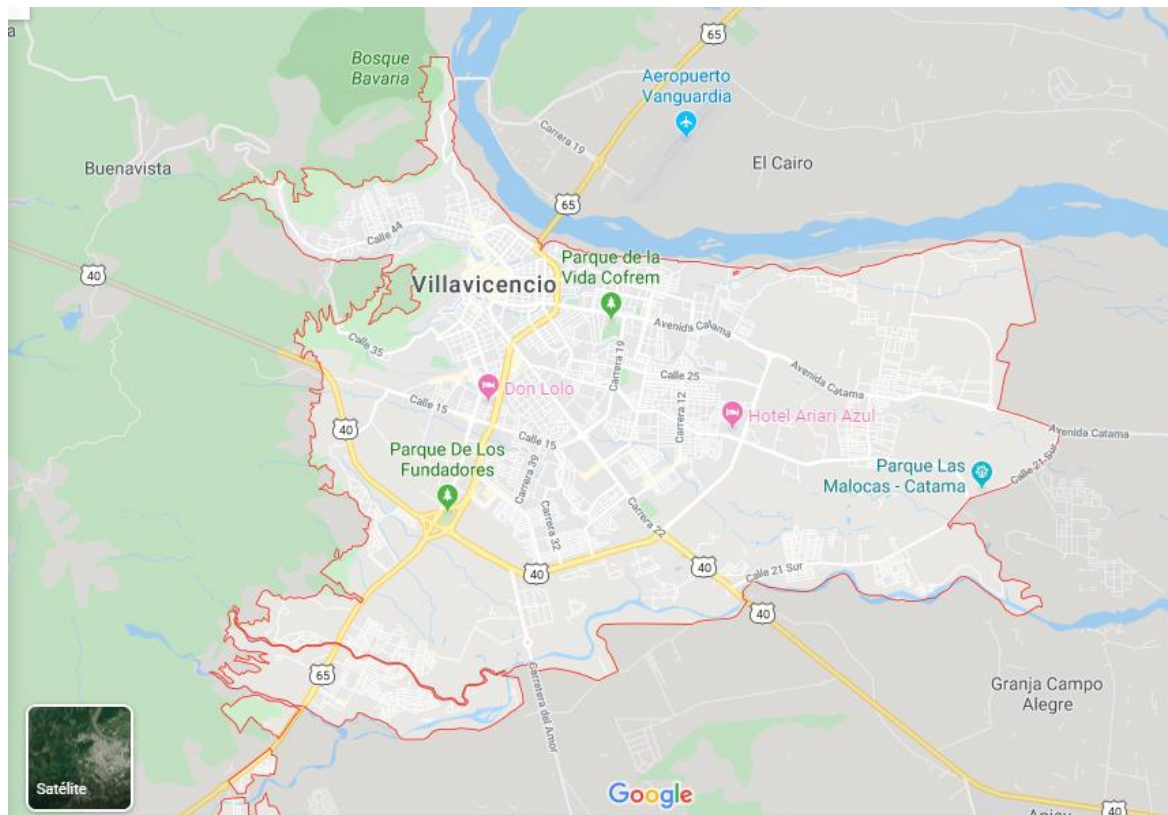 65
Bosque
Bavaria
Aeropuerto
Vanguardia
Carrera 19
El Cairo
Buenavista
65
Calle 44
40
Parque de la
Vida Cofrem
Villavicencio
Avenida Catama
Calle 35
Carrera 19
Calle 25
Avenida Catama
Don Lolo
Calle 15
Carrera 12
Hotel Ariari Azul
40
Calle 15
Avenida Catama
Parque De Los
Fundadores
Carrera 39
Calle 21 Sur
Parque Las
Malocas - Catama
Carrera 32
Carrera 22
40
40
Calle 21 Sur
40
65
Carretera del Amor
Granja Campo
Alegre
Satélite
Google
40